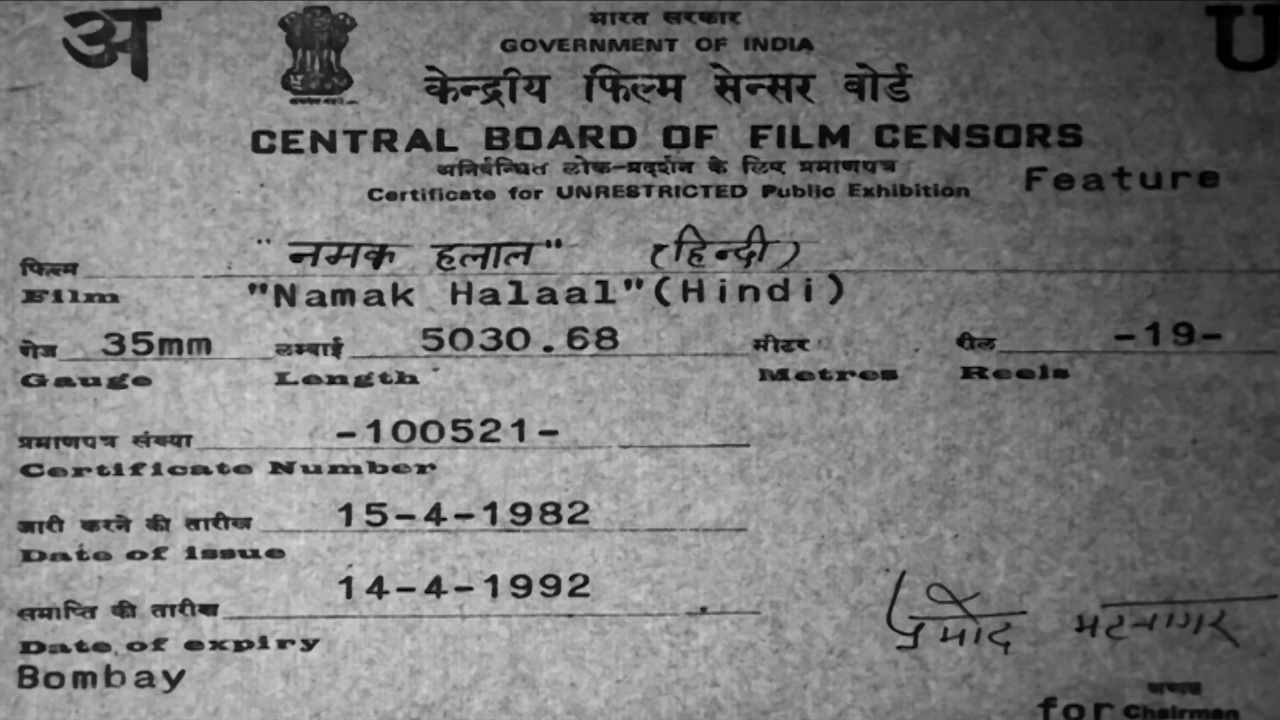 अ
U
भारत सरकार
GOVERNMENT OF INDIA
केन्द्रीय फिल्म सेन्सर बोर्ड
CENTRAL BOARD OF FILM CENSORS
अनिर्बन्धित लोक-प्रदर्शन के लिए प्रमाणपत्र
Certificate for UNRESTRICTED Public Exhibition
Feature
फिल्म "नमक हलाल" (हिन्दी)
Film "Namak Halaal"(Hindi)
गेज 35mm लम्बाई 5030.68 मीटर रील -19-
Gauge Length Metres Reels
प्रमाणपत्र संख्या -100521-
Certificate Number
जारी करने की तारीख 15-4-1982
Date of issue
14-4-1992
समाप्ति की तारीख
Date of expiry
प्रमोद भटनागर
Bombay
for Chairman